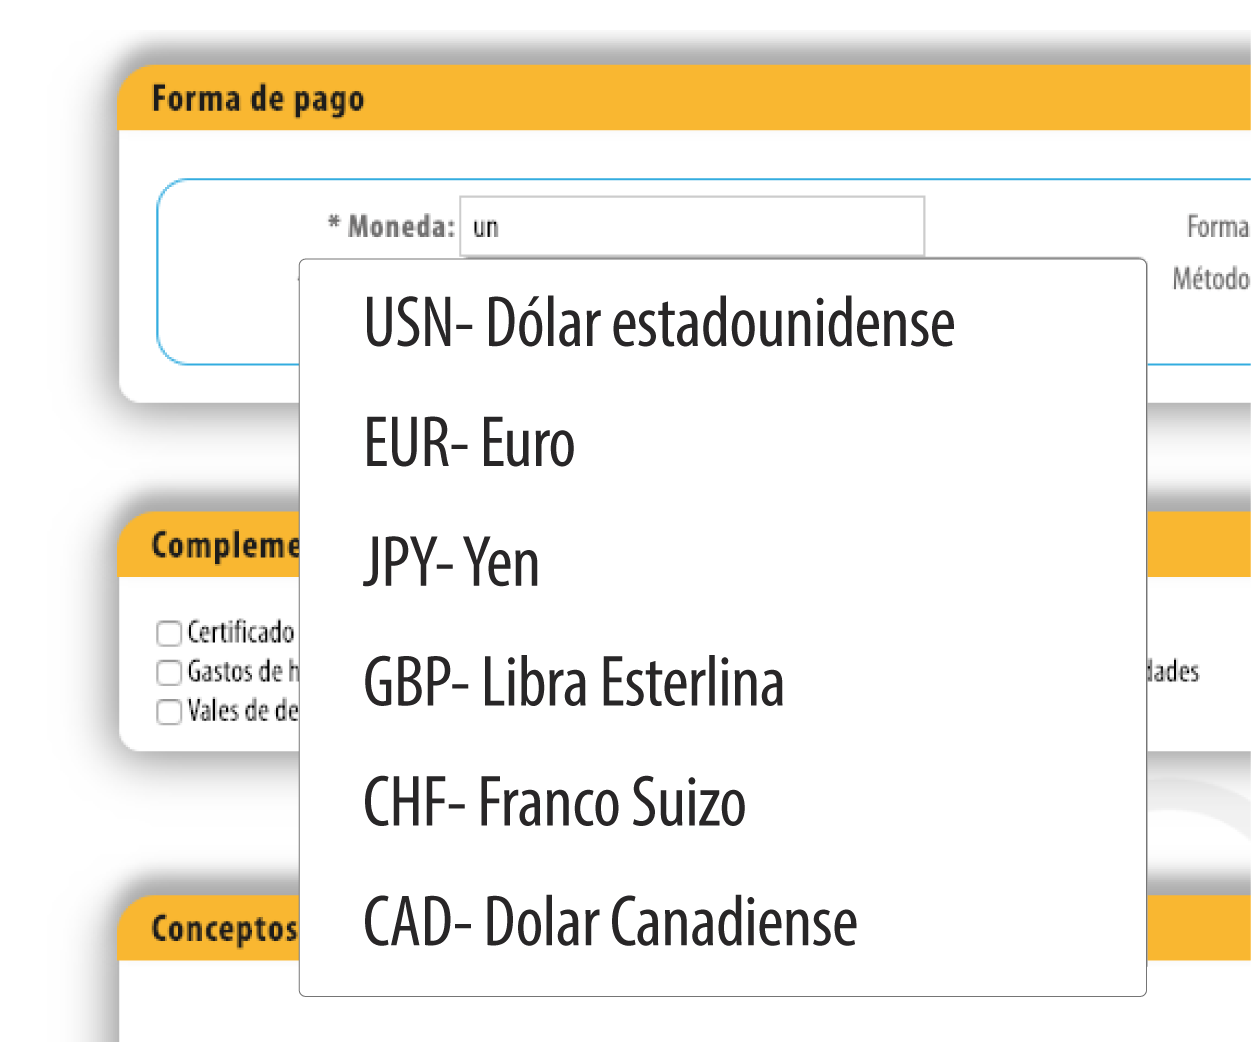 Forma de pago
* Moneda: un Forma
Método
USN- Dólar estadounidense
EUR- Euro
JPY- Yen
GBP- Libra Esterlina
CHF- Franco Suizo
CAD- Dolar Canadiense
Compleme
Certificado
Gastos de h dades
Vales de de
Conceptos